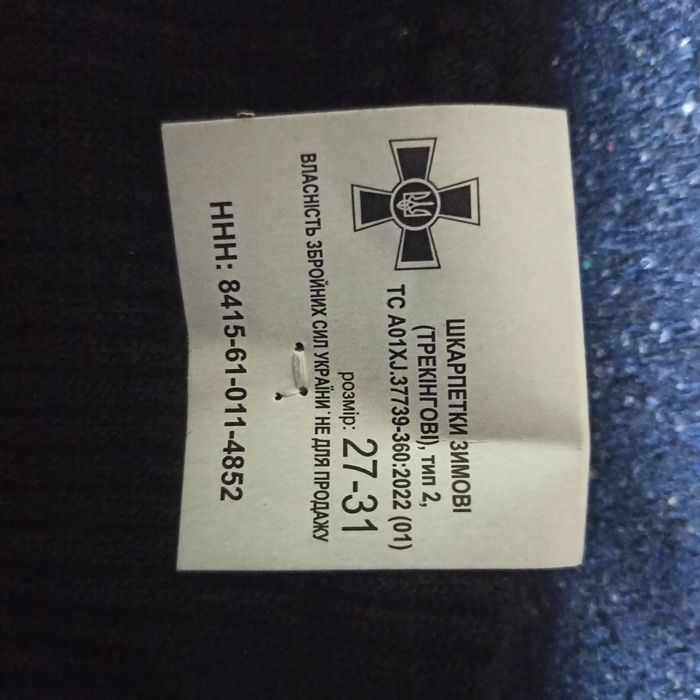 ШКАРПЕТКИ ЗИМОВІ
(ТРЕКІНГОВІ), тип 2,
ТС А01XJ.37739-360:2022 (01)
розмір: 27-31
ВЛАСНІСТЬ ЗБРОЙНИХ СИЛ УКРАЇНИ НЕ ДЛЯ ПРОДАЖУ
ННН: 8415-61-011-4852